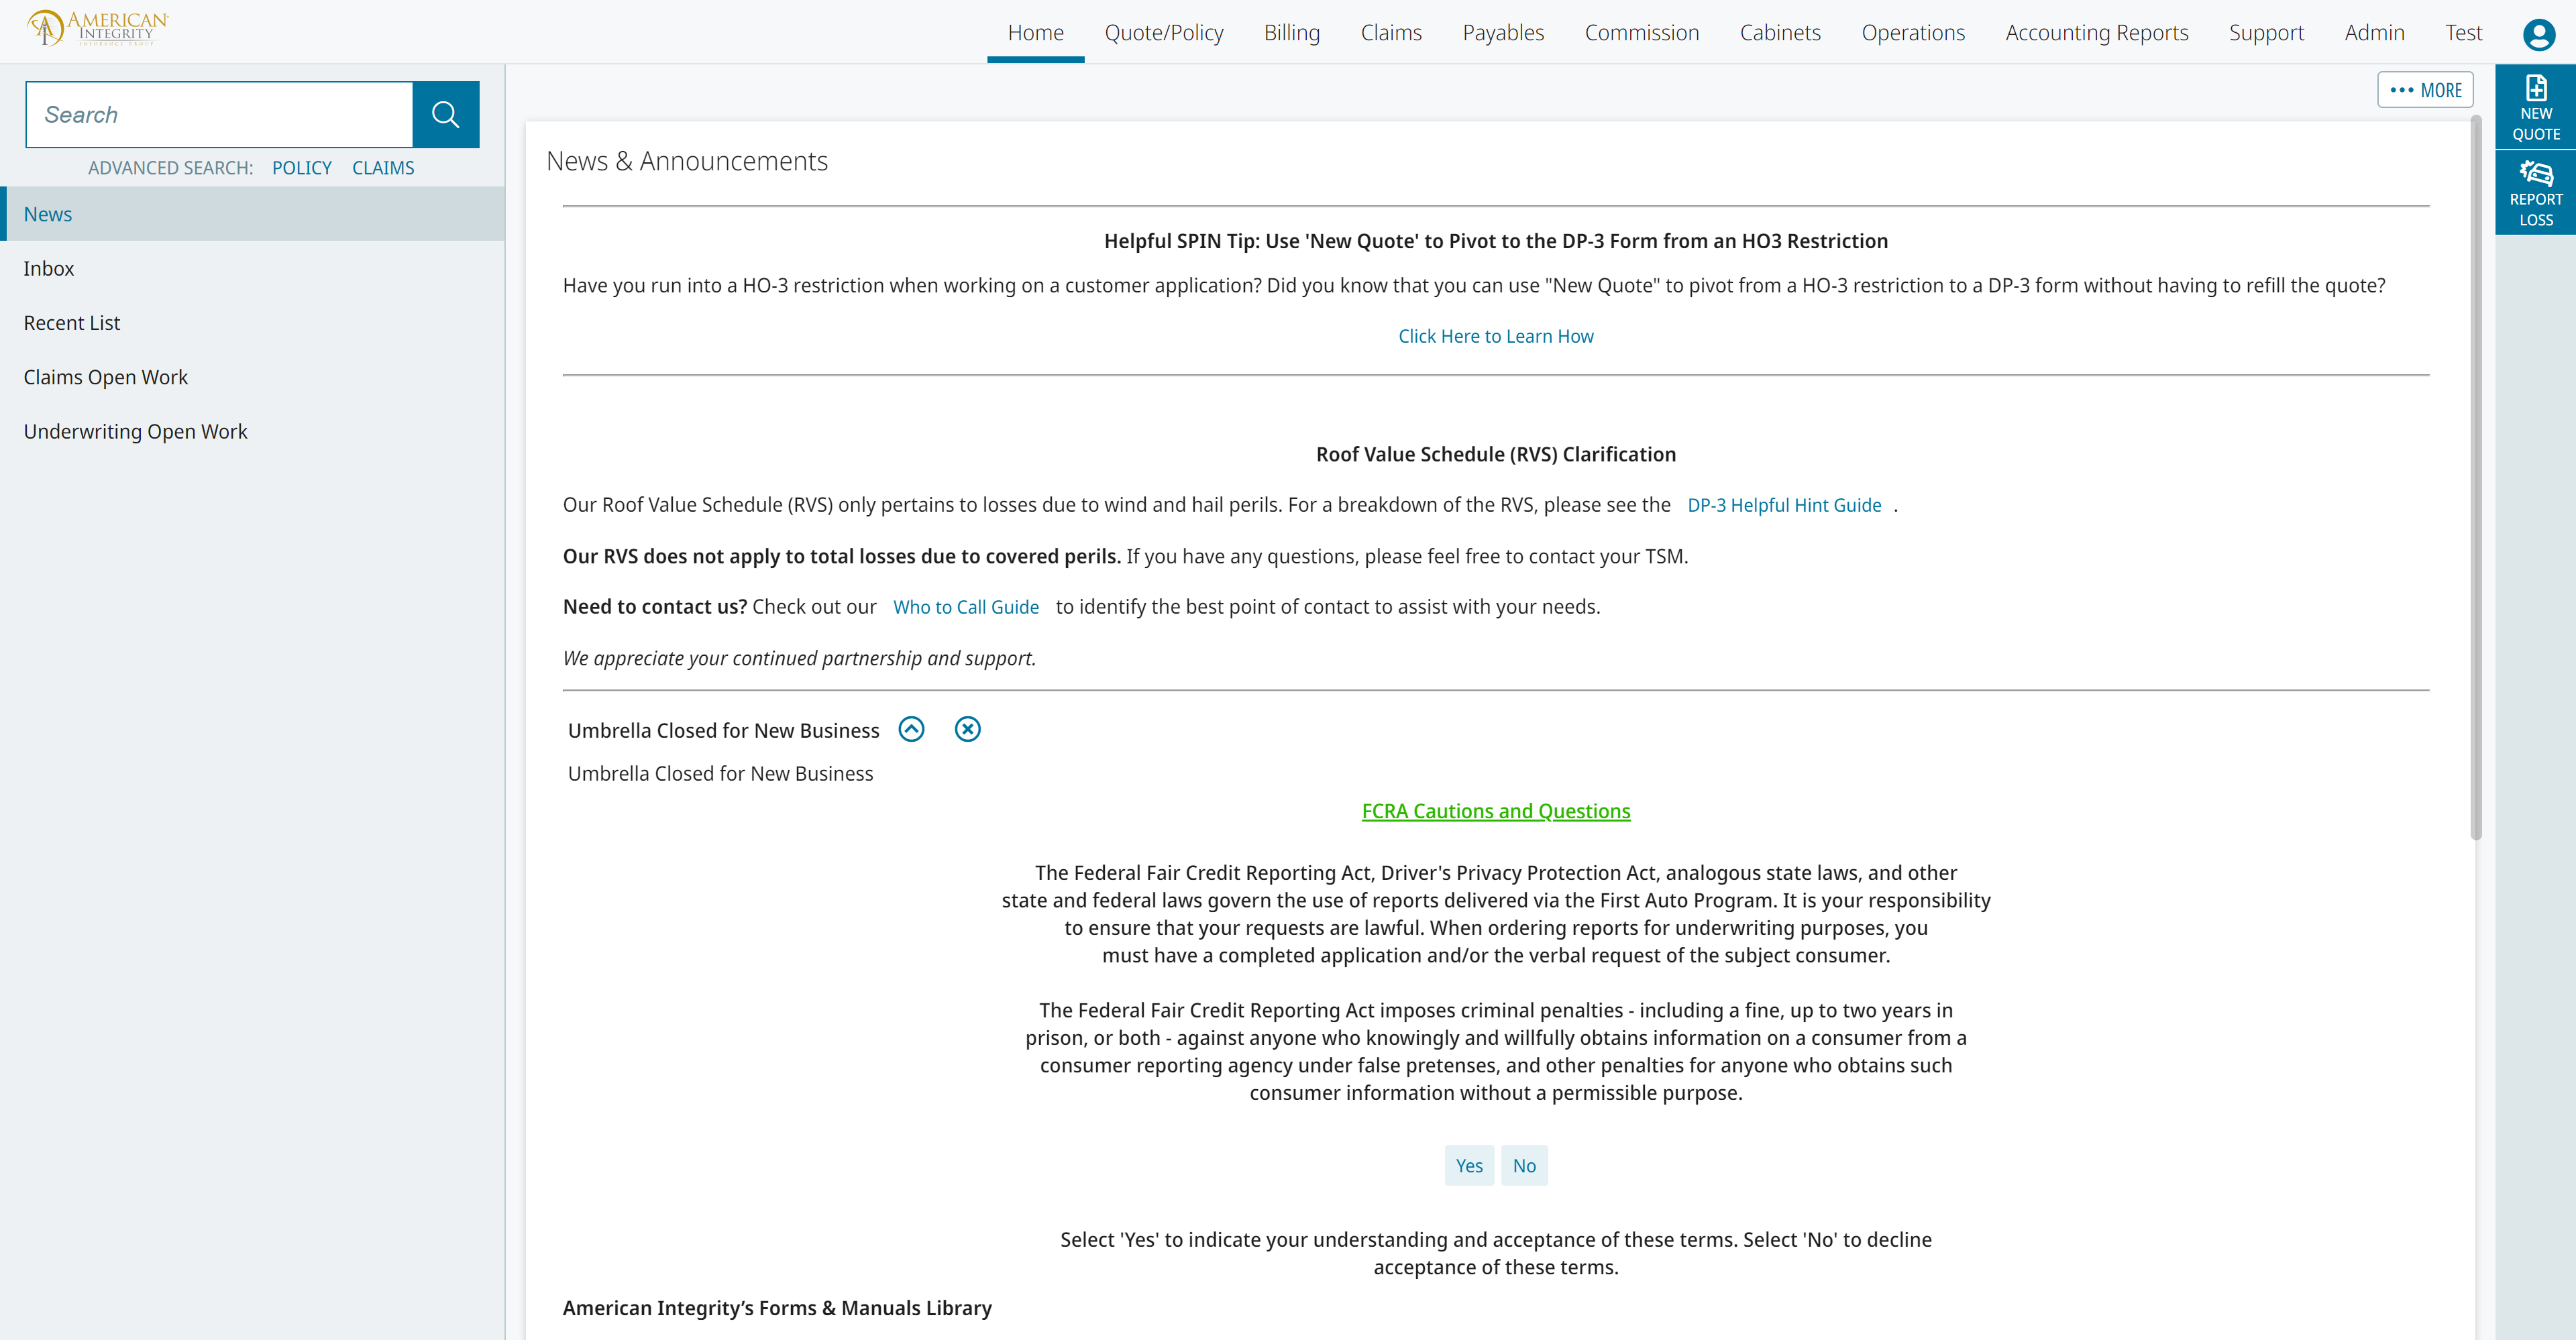 AMERICAN
INTEGRITY
INSURANCE GROUP
Home Quote/Policy Billing Claims Payables Commission Cabinets Operations Accounting Reports Support Admin Test
Search
ADVANCED SEARCH: POLICY CLAIMS
News
Inbox
Recent List
Claims Open Work
Underwriting Open Work
••• MORE
NEW
QUOTE
REPORT
LOSS
News & Announcements
Helpful SPIN Tip: Use 'New Quote' to Pivot to the DP-3 Form from an HO3 Restriction
Have you run into a HO-3 restriction when working on a customer application? Did you know that you can use "New Quote" to pivot from a HO-3 restriction to a DP-3 form without having to refill the quote?
Click Here to Learn How
Roof Value Schedule (RVS) Clarification
Our Roof Value Schedule (RVS) only pertains to losses due to wind and hail perils. For a breakdown of the RVS, please see the DP-3 Helpful Hint Guide .
Our RVS does not apply to total losses due to covered perils. If you have any questions, please feel free to contact your TSM.
Need to contact us? Check out our Who to Call Guide to identify the best point of contact to assist with your needs.
We appreciate your continued partnership and support.
Umbrella Closed for New Business
Umbrella Closed for New Business
FCRA Cautions and Questions
The Federal Fair Credit Reporting Act, Driver's Privacy Protection Act, analogous state laws, and other
state and federal laws govern the use of reports delivered via the First Auto Program. It is your responsibility
to ensure that your requests are lawful. When ordering reports for underwriting purposes, you
must have a completed application and/or the verbal request of the subject consumer.
The Federal Fair Credit Reporting Act imposes criminal penalties - including a fine, up to two years in
prison, or both - against anyone who knowingly and willfully obtains information on a consumer from a
consumer reporting agency under false pretenses, and other penalties for anyone who obtains such
consumer information without a permissible purpose.
Yes No
Select 'Yes' to indicate your understanding and acceptance of these terms. Select 'No' to decline
acceptance of these terms.
American Integrity’s Forms & Manuals Library